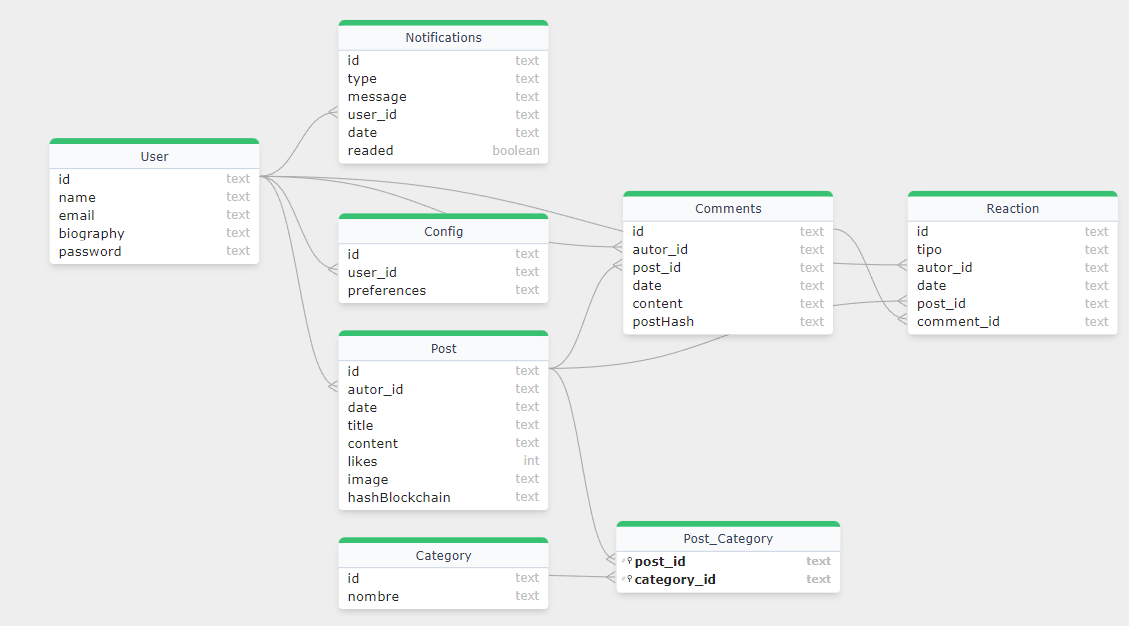 Notifications
id text
type text
message text
user_id text
date text
readed boolean
User
id text
name text
email text
biography text
password text
Config
id text
user_id text
preferences text
Comments
id text
autor_id text
post_id text
date text
content text
postHash text
Reaction
id text
tipo text
autor_id text
date text
post_id text
comment_id text
Post
id text
autor_id text
date text
title text
content text
likes int
image text
hashBlockchain text
Category
id text
nombre text
Post_Category
post_id text
category_id text